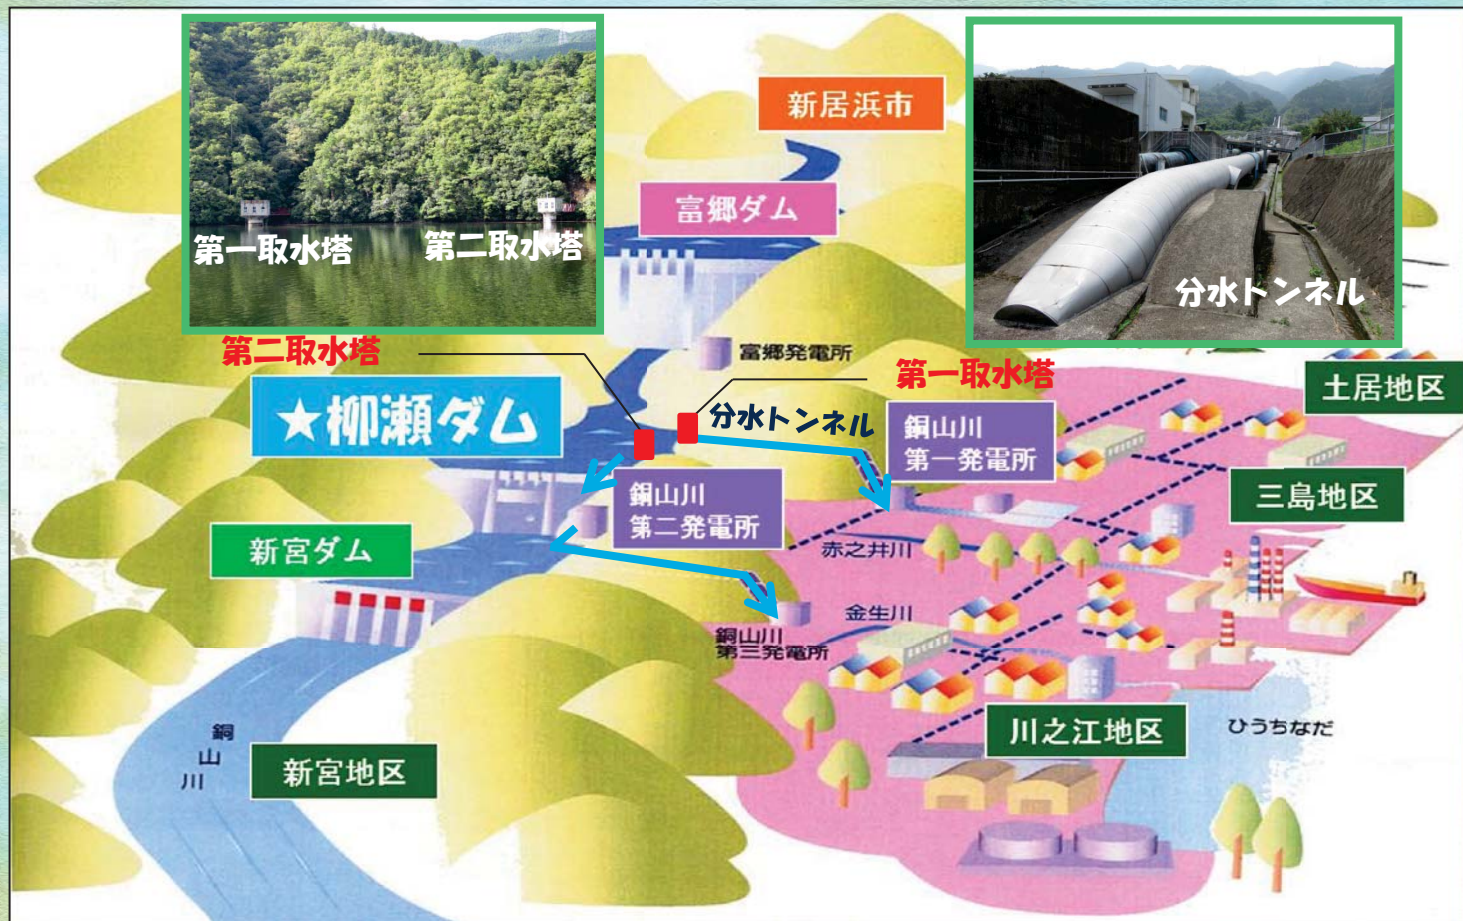 新居浜市
富郷ダム
第一取水塔
第二取水塔
分水トンネル
第二取水塔
富郷発電所
第一取水塔
土居地区
★柳瀬ダム
分水トンネル
銅山川
第一発電所
三島地区
銅山川
第二発電所
新宮ダム
赤之井川
金生川
銅山川
第三発電所
川之江地区
ひうちなだ
銅山川
新宮地区